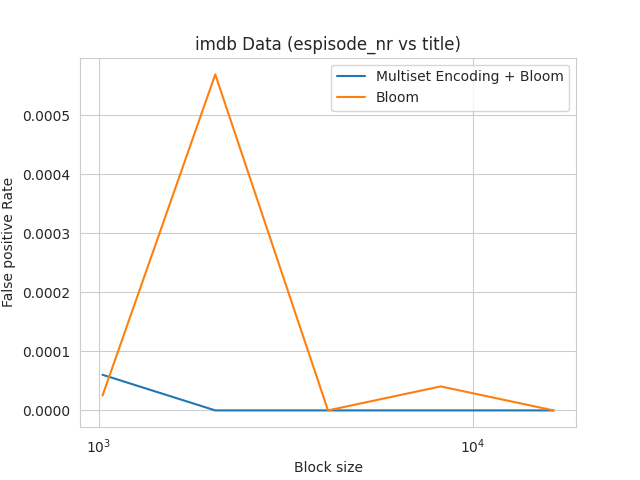 imdb Data (espisode_nr vs title)
Multiset Encoding + Bloom
Bloom
False positive Rate
0.0005
0.0004
0.0003
0.0002
0.0001
0.0000
10³
10⁴
Block size